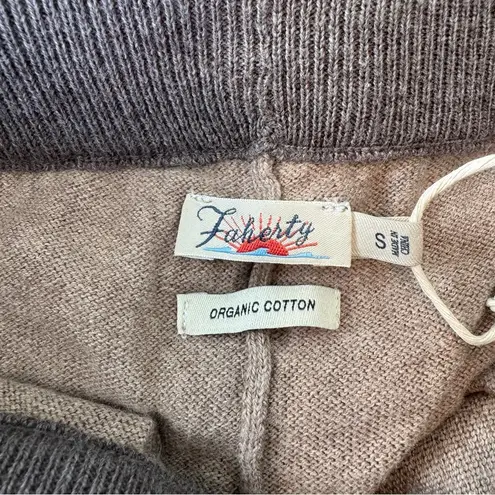 Faherty
S
MADE IN
CHINA
ORGANIC COTTON